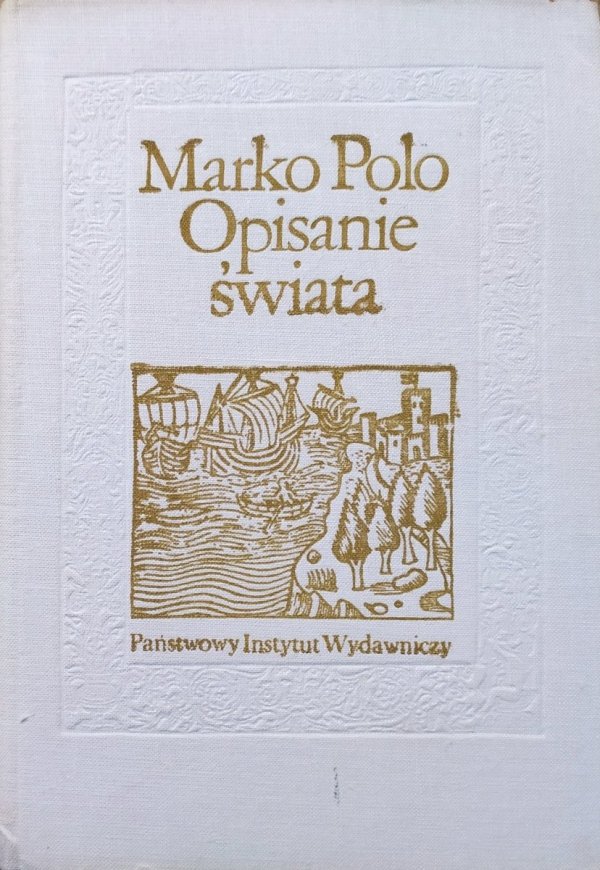 Marko Polo
Opisanie
świata
Państwowy Instytut Wydawniczy